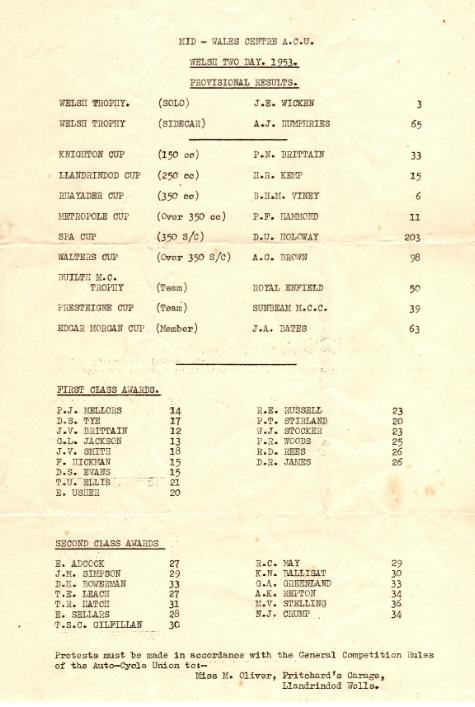 MID - WALES CENTRE A.C.U.
WELSH TWO DAY. 1953.
PROVISIONAL RESULTS.
WELSH TROPHY. (SOLO) J.E. WICKEN 3
WELSH TROPHY (SIDECAR) A.J. HUMPHRIES 65
KNIGHTON CUP (150 cc) P.N. BRITTAIN 33
LLANDRINDOD CUP (250 cc) H.R. KEMP 15
RHAYADER CUP (350 cc) B.H.M. VINEY 6
METROPOLE CUP (Over 350 cc) P.F. HAMMOND 11
SPA CUP (350 S/C) D.U. HOLOWAY 203
WALTERS CUP (Over 350 S/C) A.C. BROWN 98
BUILTH M.C.
TROPHY (Team) ROYAL ENFIELD 50
PRESTEIGNE CUP (Team) SUNBEAM M.C.C. 39
EDGAR MORGAN CUP (Member) J.A. BATES 63
FIRST CLASS AWARDS.
P.J. MELLORS 14 R.E. RUSSELL 23
D.S. TYE 17 P.T. STIRLAND 20
J.V. BRITTAIN 12 W.J. STOCKER 23
G.L. JACKSON 13 P.R. WOODS 25
J.V. SMITH 18 R.D. REES 26
F. HICKMAN 15 D.R. JAMES 26
D.S. EVANS 15
T.U. ELLIS 21
E. USHER 20
SECOND CLASS AWARDS
E. ADCOCK 27 R.C. MAY 29
J.M. SIMPSON 29 K.N. BALLISAT 30
D.H. BOWERMAN 33 G.A. GREENLAND 33
T.E. LEACH 27 A.K. REPTON 34
T.R. HATCH 31 M.V. STELLING 36
E. SELLARS 28 N.J. CRUMP 34
T.S.C. GILFILLAN 30
Protests must be made in accordance with the General Competition Rules
of the Auto-Cycle Union to:-
Miss M. Oliver, Pritchard's Garage,
Llandrindod Wells.